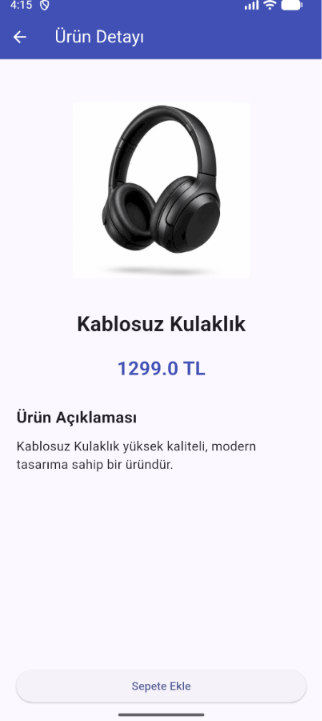 4:15
Ürün Detayı
Kablosuz Kulaklık
1299.0 TL
Ürün Açıklaması
Kablosuz Kulaklık yüksek kaliteli, modern
tasarıma sahip bir üründür.
Sepete Ekle